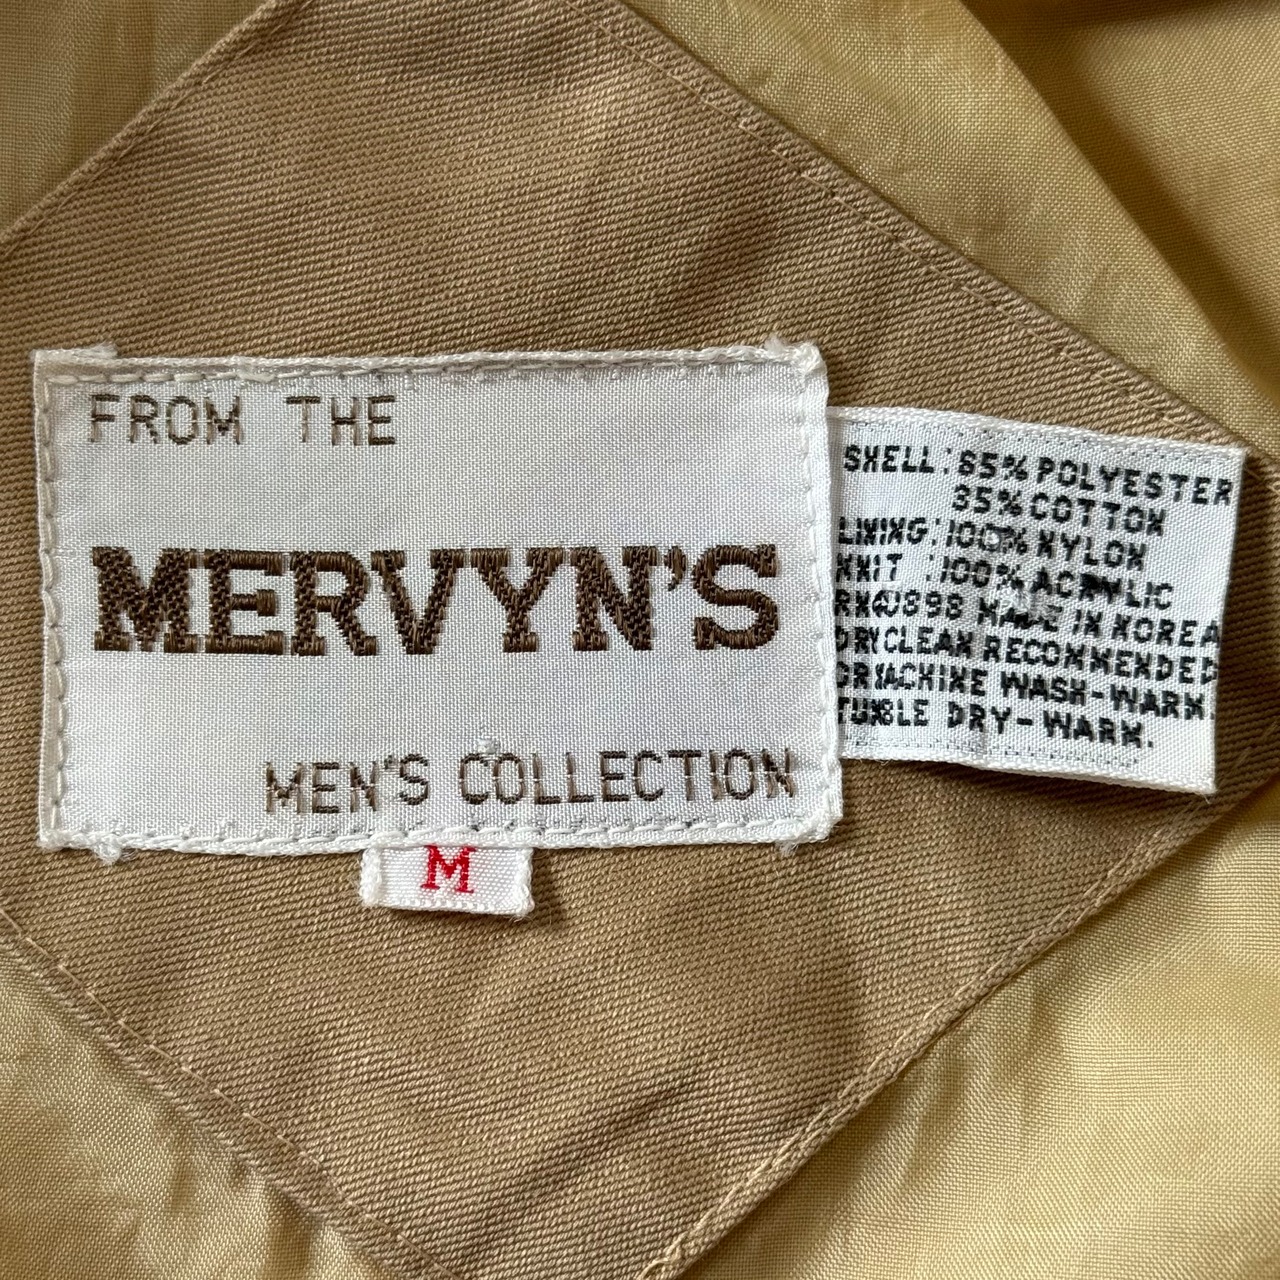 FROM THE
MERVYN'S
MEN'S COLLECTION
M
SHELL: 65% POLYESTER
35% COTTON
LINING: 100% NYLON
KNIT : 100% ACRYLIC
MADE IN KOREA
DRYCLEAN RECOMMENDED
OR MACHINE WASH-WARM.
TUMBLE DRY-WARM.